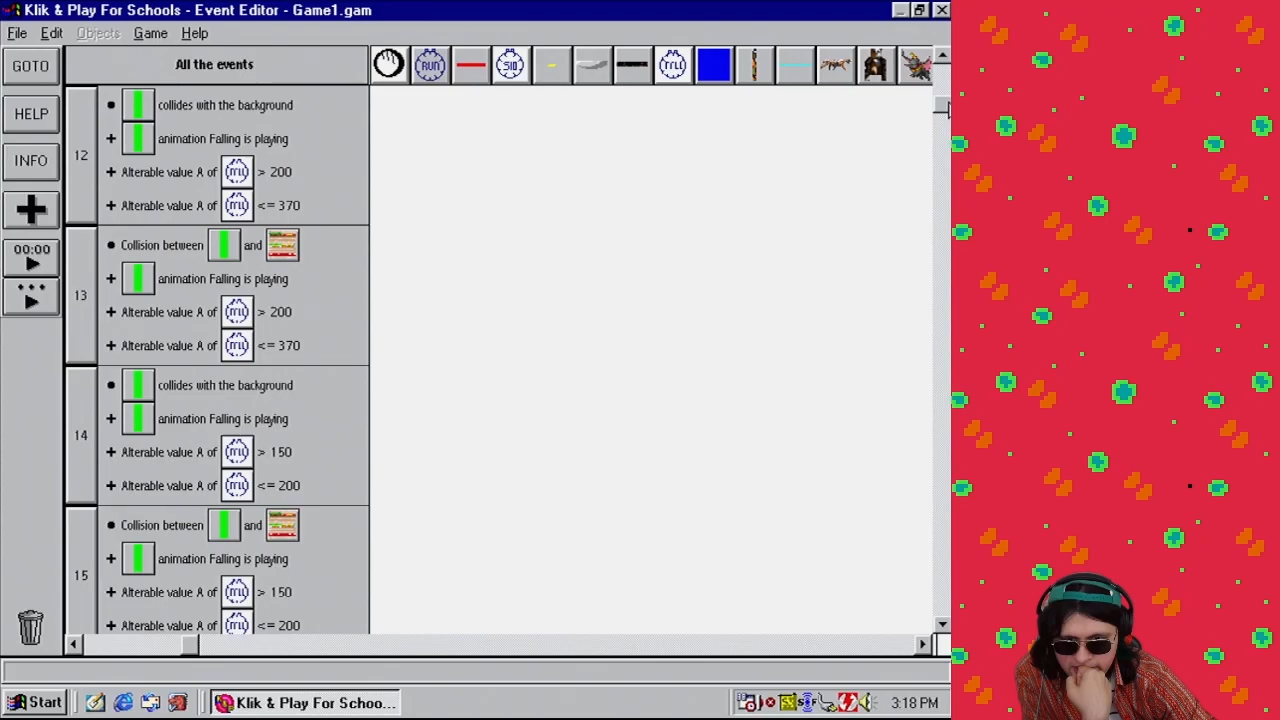 Klik & Play For Schools - Event Editor - Game1.gam
File Edit Objects Game Help
GOTO
All the events
RUN
HELP
INFO
00:00
12
● collides with the background
+ animation Falling is playing
+ Alterable value A of > 200
+ Alterable value A of <= 370
13
● Collision between and
+ animation Falling is playing
+ Alterable value A of > 200
+ Alterable value A of <= 370
14
● collides with the background
+ animation Falling is playing
+ Alterable value A of > 150
+ Alterable value A of <= 200
15
● Collision between and
+ animation Falling is playing
+ Alterable value A of > 150
+ Alterable value A of <= 200
Start
Klik & Play For Schoo...
3:18 PM